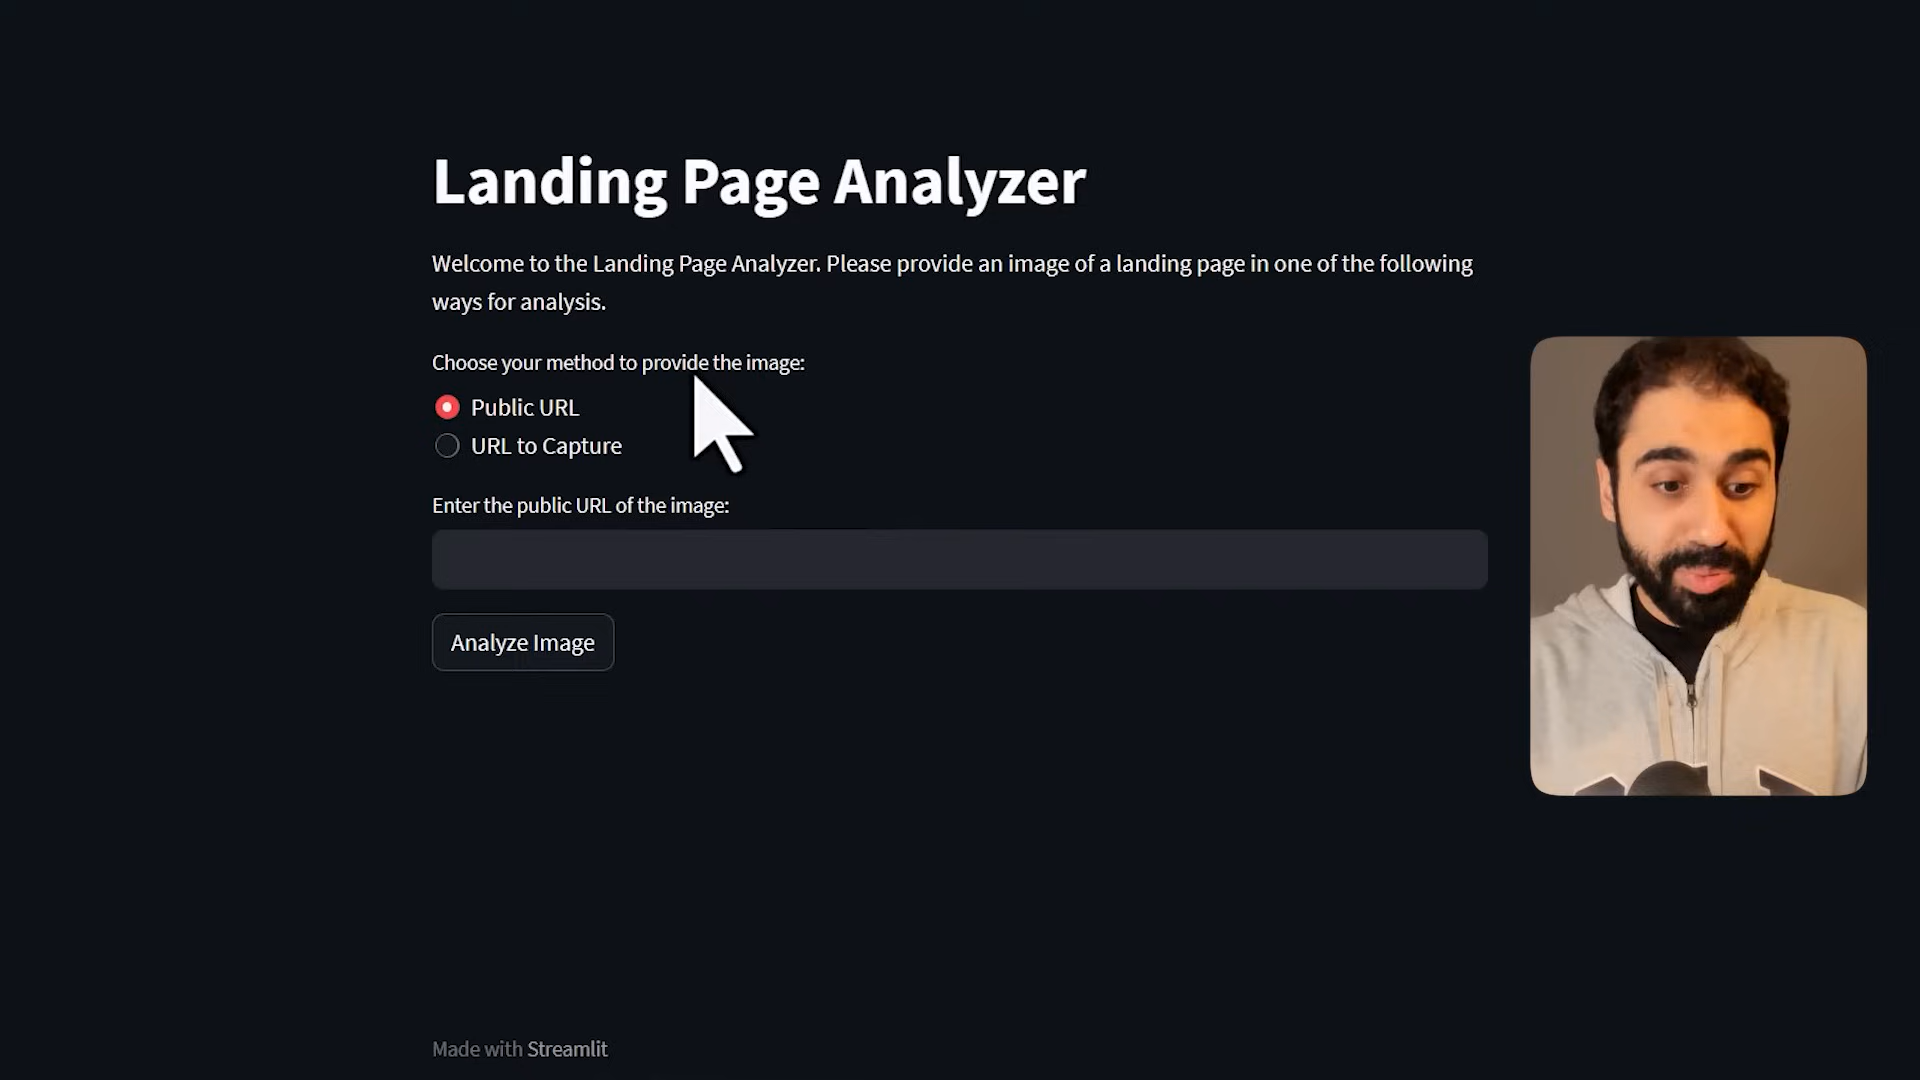 Landing Page Analyzer
Welcome to the Landing Page Analyzer. Please provide an image of a landing page in one of the following
ways for analysis.
Choose your method to provide the image:
Public URL
URL to Capture
Enter the public URL of the image:
Analyze Image
Made with Streamlit